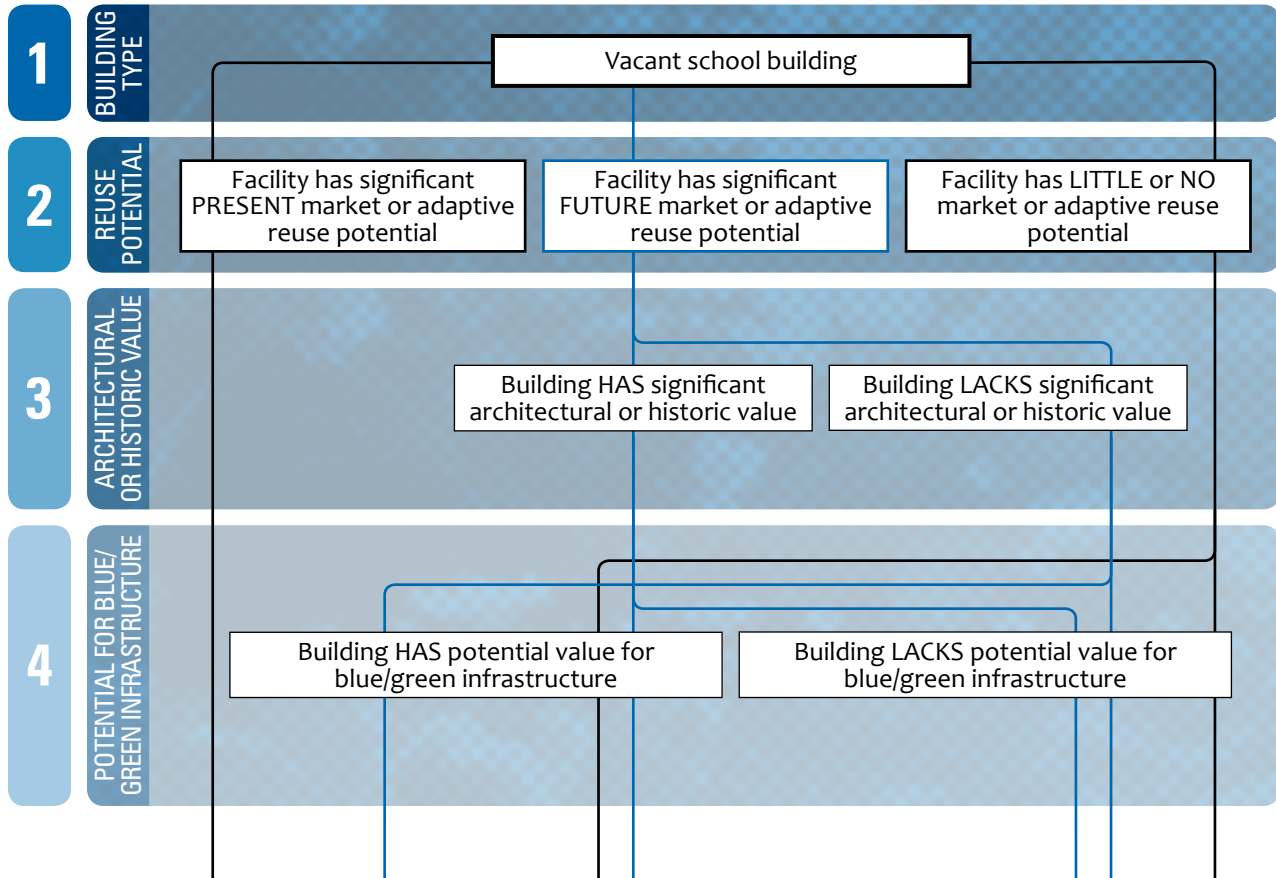 1
BUILDING
TYPE
Vacant school building
2
REUSE
POTENTIAL
Facility has significant
PRESENT market or adaptive
reuse potential
Facility has significant
FUTURE market or adaptive
reuse potential
Facility has LITTLE or NO
market or adaptive reuse
potential
3
ARCHITECTURAL
OR HISTORIC VALUE
Building HAS significant
architectural or historic value
Building LACKS significant
architectural or historic value
4
POTENTIAL FOR BLUE/
GREEN INFRASTRUCTURE
Building HAS potential value for
blue/green infrastructure
Building LACKS potential value for
blue/green infrastructure